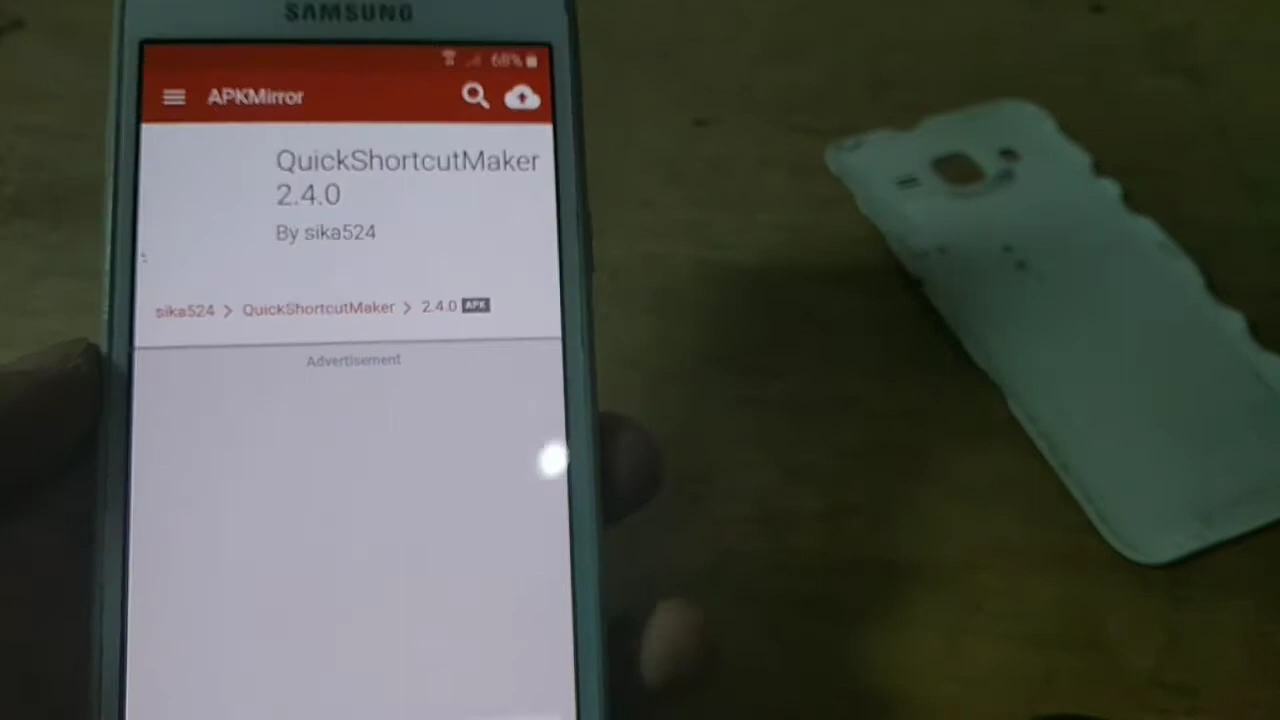 SAMSUNG
68%
APKMirror
QuickShortcutMaker
2.4.0
By sika524
sika524 > QuickShortcutMaker > 2.4.0 APK
Advertisement